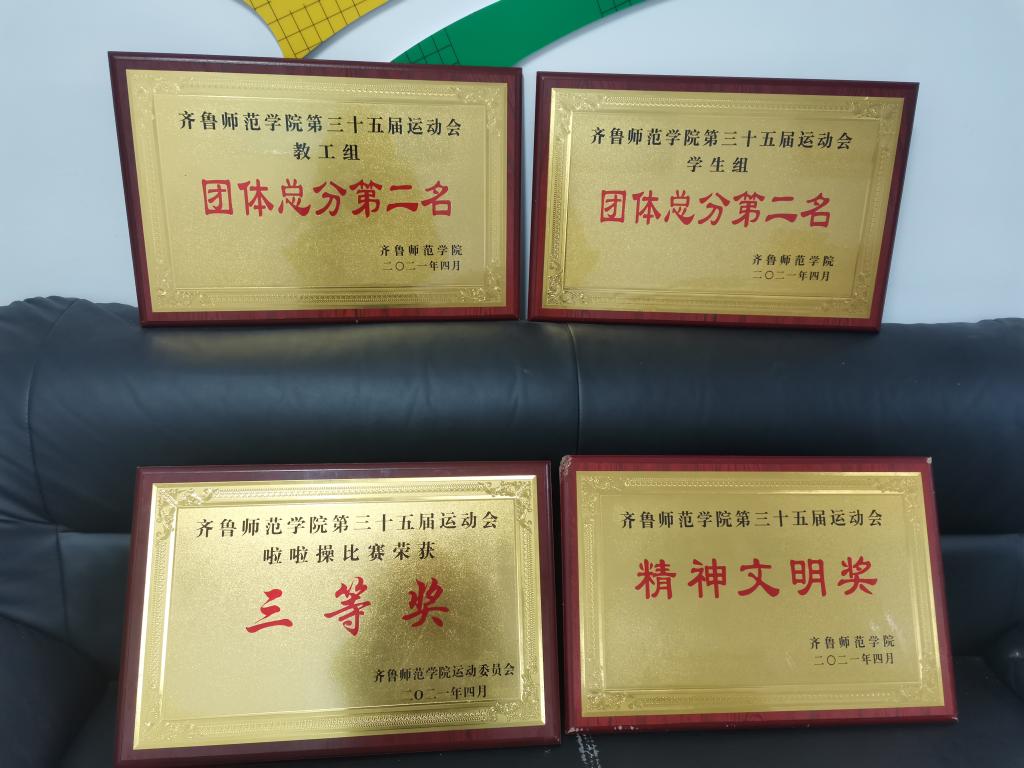 齐鲁师范学院第三十五届运动会
教工组
团体总分第二名
齐鲁师范学院
二〇二一年四月
齐鲁师范学院第三十五届运动会
学生组
团体总分第二名
齐鲁师范学院
二〇二一年四月
齐鲁师范学院第三十五届运动会
啦啦操比赛荣获
三等奖
齐鲁师范学院运动委员会
二〇二一年四月
齐鲁师范学院第三十五届运动会
精神文明奖
齐鲁师范学院
二〇二一年四月